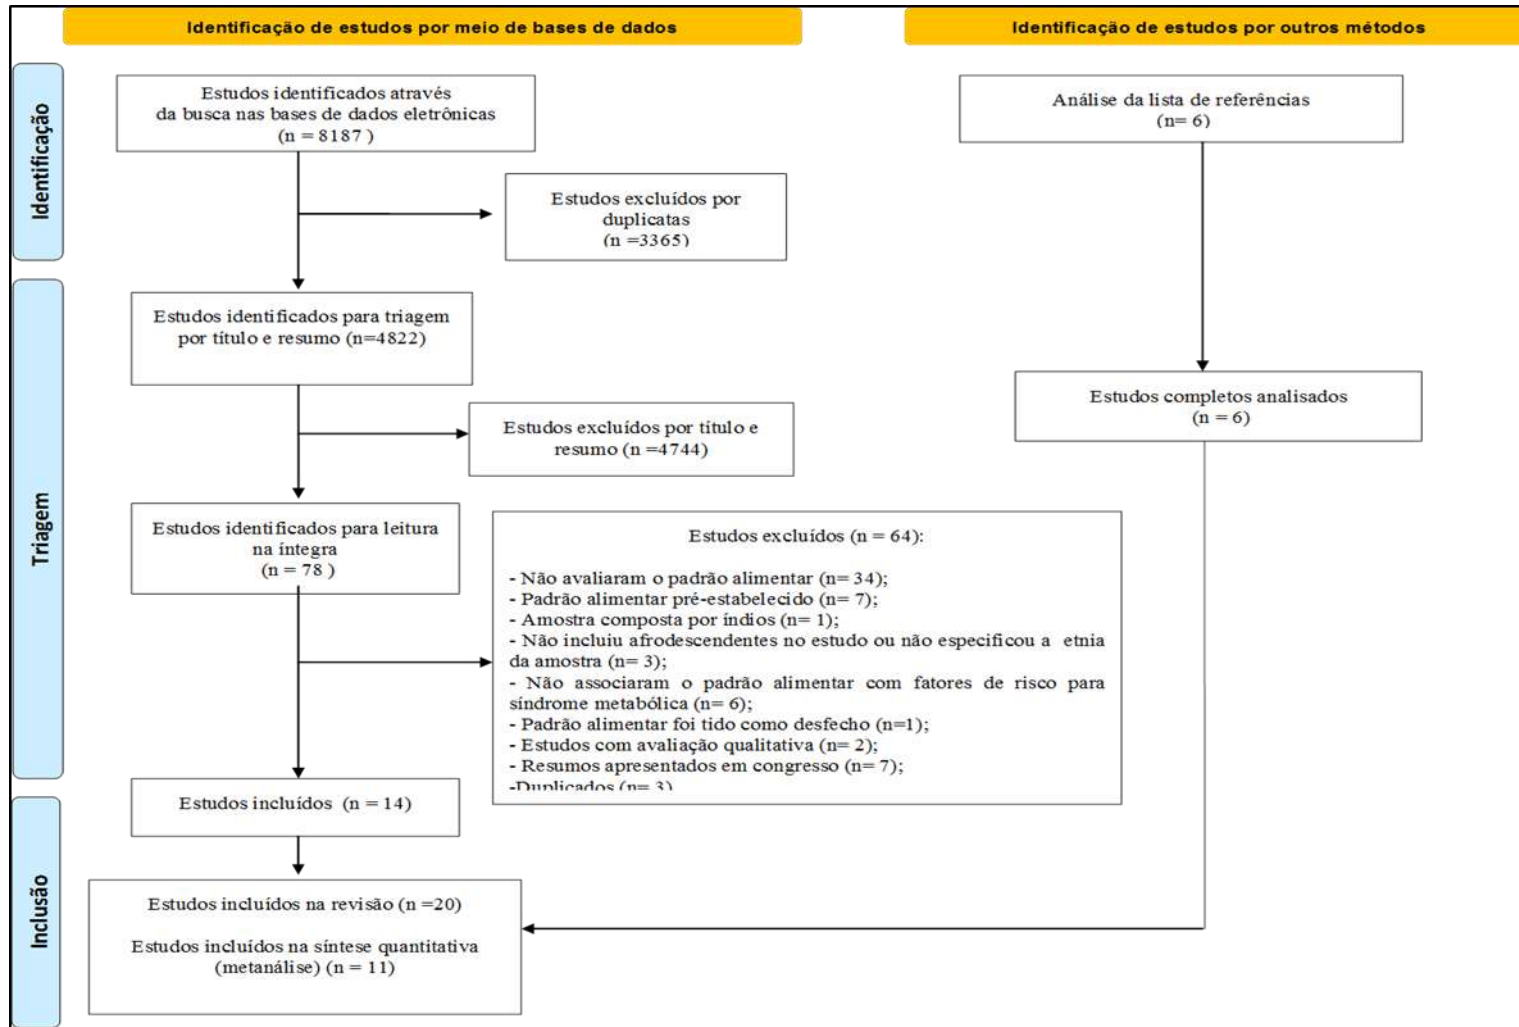 Identificação de estudos por meio de bases de dados
Identificação de estudos por outros métodos
Identificação
Estudos identificados através
da busca nas bases de dados eletrônicas
(n = 8187 )
Análise da lista de referências
(n= 6)
Estudos excluídos por
duplicatas
(n =3365)
Triagem
Estudos identificados para triagem
por título e resumo (n=4822)
Estudos completos analisados
(n = 6)
Estudos excluídos por título e
resumo (n =4744)
Estudos identificados para leitura
na íntegra
(n = 78 )
Estudos excluídos (n = 64):
- Não avaliaram o padrão alimentar (n= 34);
- Padrão alimentar pré-estabelecido (n= 7);
- Amostra composta por índios (n= 1);
- Não incluiu afrodescendentes no estudo ou não especificou a etnia
da amostra (n= 3);
- Não associaram o padrão alimentar com fatores de risco para
síndrome metabólica (n= 6);
- Padrão alimentar foi tido como desfecho (n=1);
- Estudos com avaliação qualitativa (n= 2);
- Resumos apresentados em congresso (n= 7);
-Duplicados (n= 3)
Inclusão
Estudos incluídos (n = 14)
Estudos incluídos na revisão (n =20)
Estudos incluídos na síntese quantitativa
(metanálise) (n = 11)